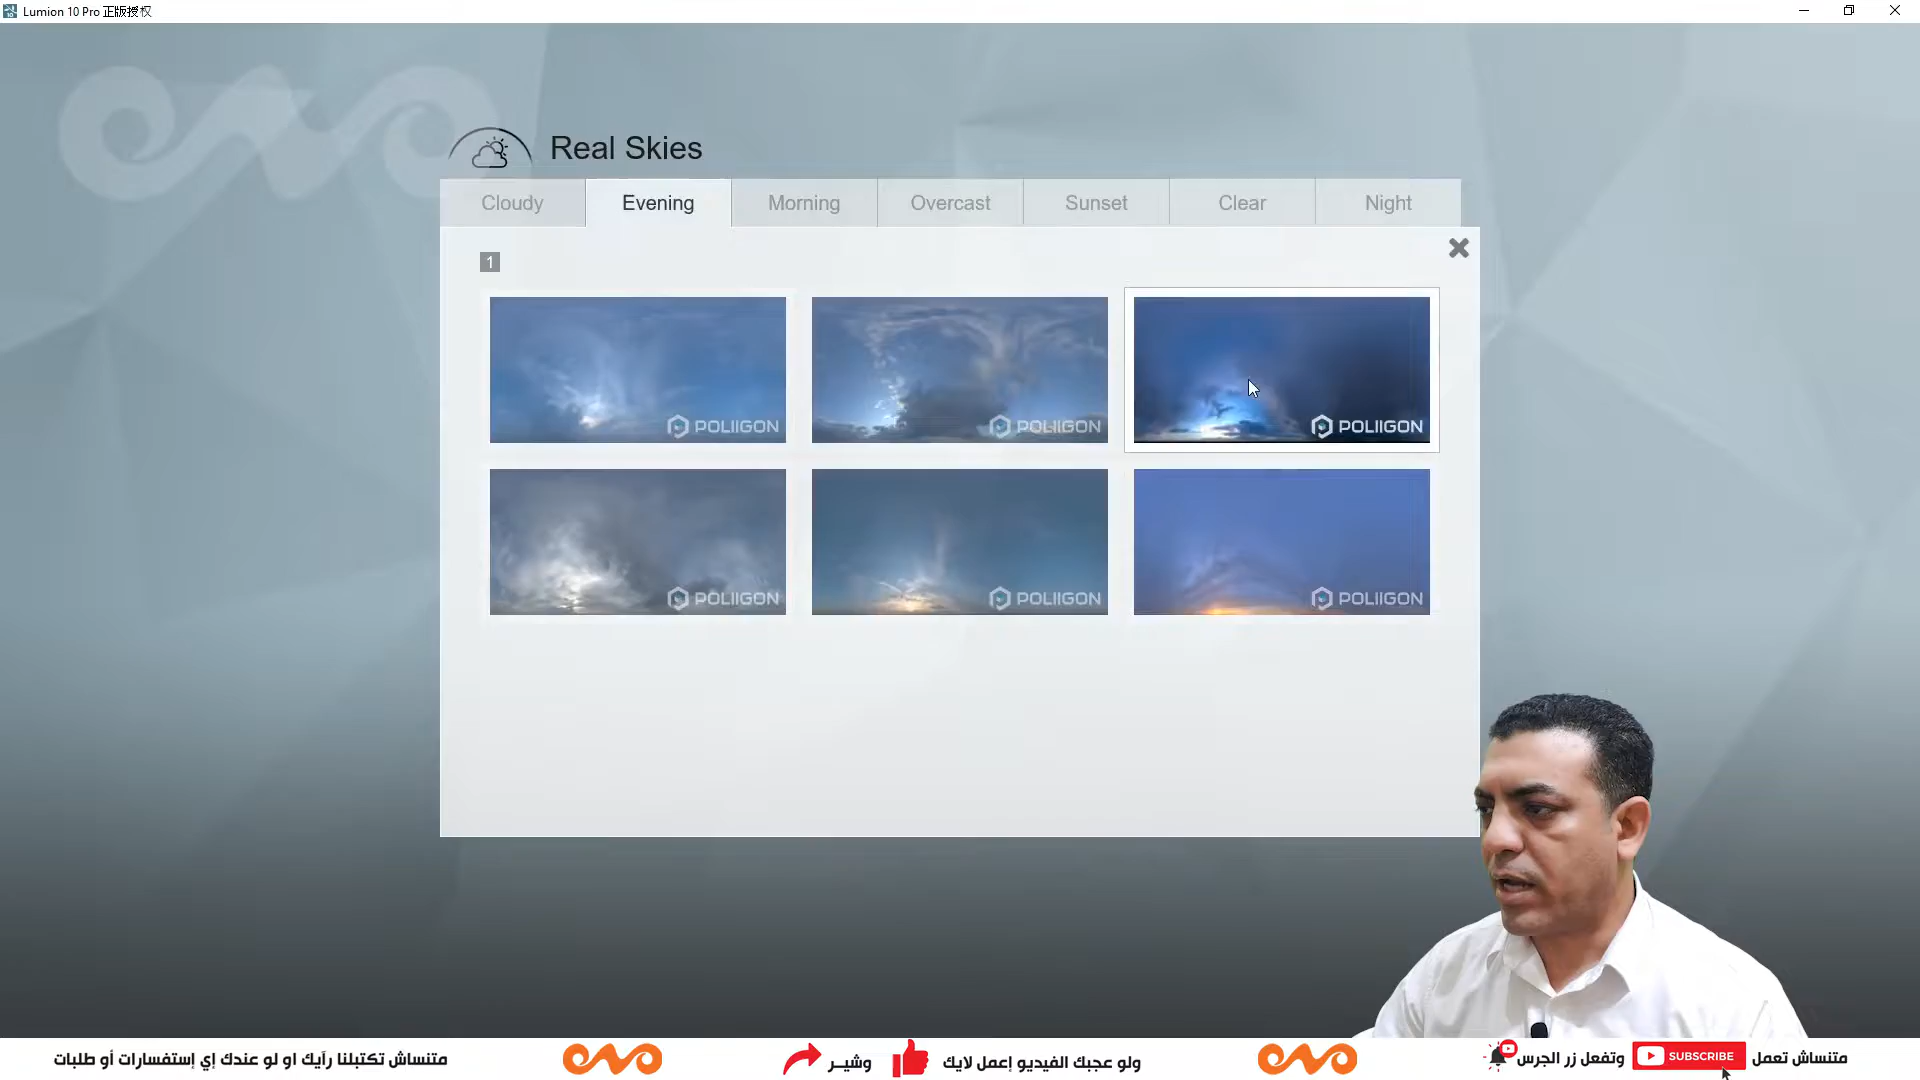 Lumion 10 Pro 正版授权
Real Skies
Cloudy
Evening
Morning
Overcast
Sunset
Clear
Night
1
POLIIGON
POLIIGON
POLIIGON
POLIIGON
POLIIGON
POLIIGON
متنساش تعمل
SUBSCRIBE
وتفعل زر الجرس
ولو عجبك الفيديو إعمل لايك
وشير
متنساش تكتبلنا رآيك او لو عندك إي إستفسارات أو طلبات